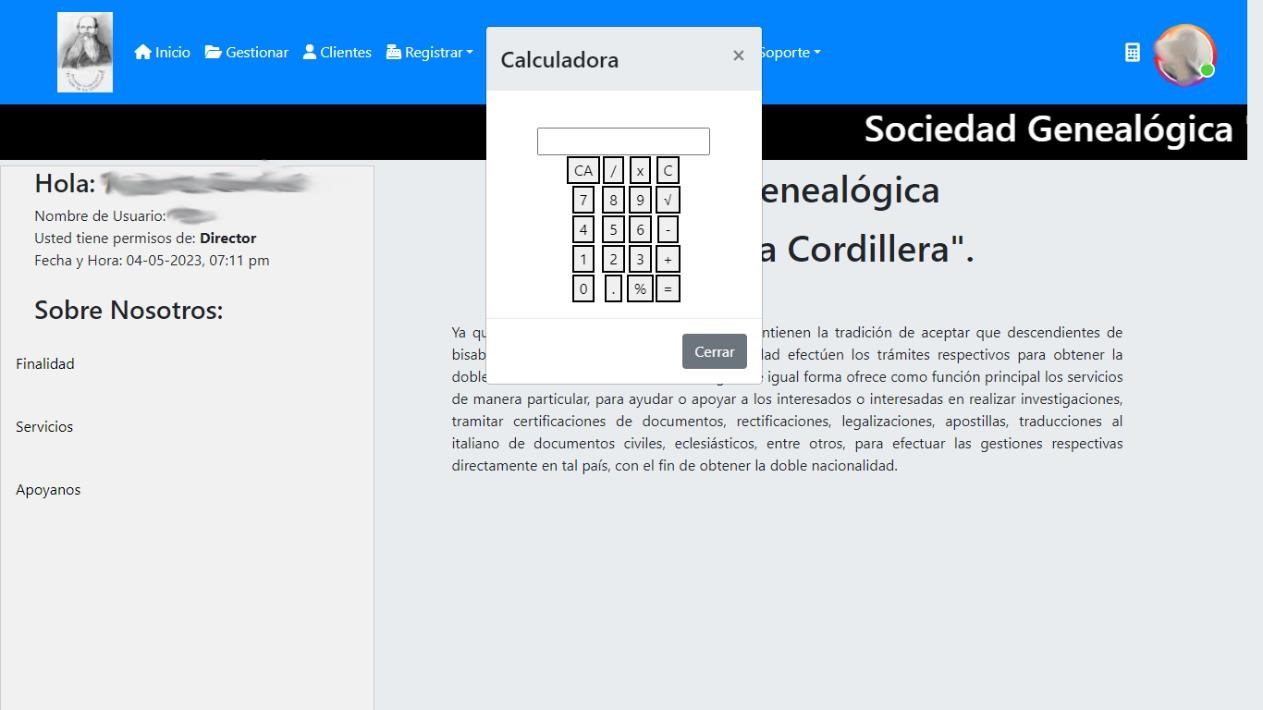 Inicio Gestionar Clientes Registrar Soporte
Calculadora ×
Sociedad Genealógica
CA / x C
7 8 9 √
4 5 6 -
1 2 3 +
0 . % =
Cerrar
Hola:
Nombre de Usuario:
Usted tiene permisos de: Director
Fecha y Hora: 04-05-2023, 07:11 pm
Sobre Nosotros:
Finalidad
Servicios
Apoyanos
enealógica
a Cordillera".
Ya qu ntienen la tradición de aceptar que descendientes de
bisab dad efectúen los trámites respectivos para obtener la
doble igual forma ofrece como función principal los servicios
de manera particular, para ayudar o apoyar a los interesados o interesadas en realizar investigaciones,
tramitar certificaciones de documentos, rectificaciones, legalizaciones, apostillas, traducciones al
italiano de documentos civiles, eclesiásticos, entre otros, para efectuar las gestiones respectivas
directamente en tal país, con el fin de obtener la doble nacionalidad.